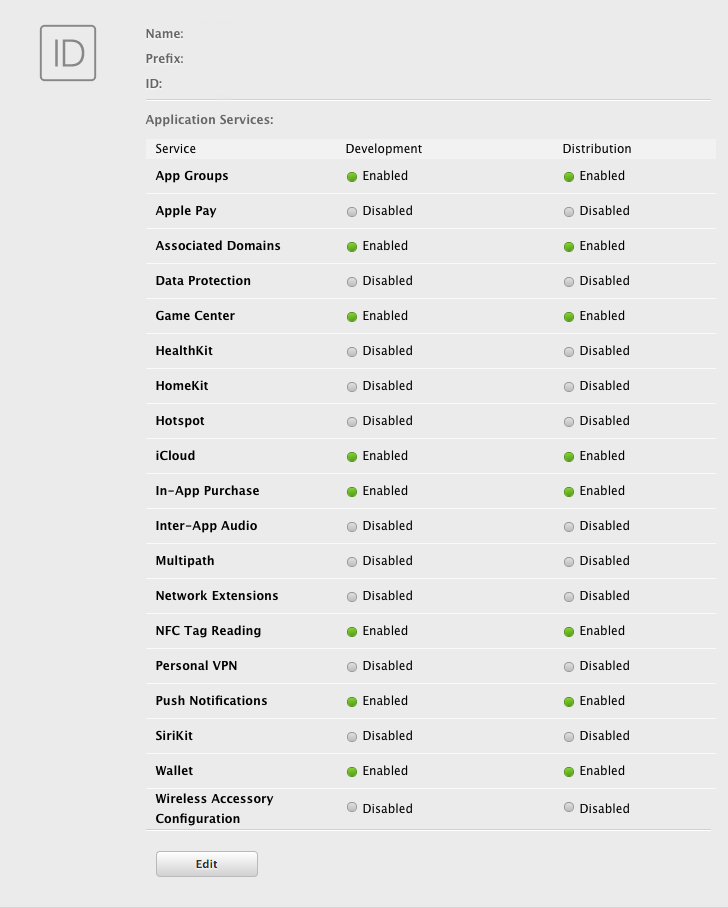 ID
Name:
Prefix:
ID:
Application Services:
Service Development Distribution
App Groups Enabled Enabled
Apple Pay Disabled Disabled
Associated Domains Enabled Enabled
Data Protection Disabled Disabled
Game Center Enabled Enabled
HealthKit Disabled Disabled
HomeKit Disabled Disabled
Hotspot Disabled Disabled
iCloud Enabled Enabled
In-App Purchase Enabled Enabled
Inter-App Audio Disabled Disabled
Multipath Disabled Disabled
Network Extensions Disabled Disabled
NFC Tag Reading Enabled Enabled
Personal VPN Disabled Disabled
Push Notifications Enabled Enabled
SiriKit Disabled Disabled
Wallet Enabled Enabled
Wireless Accessory
Configuration Disabled Disabled
Edit